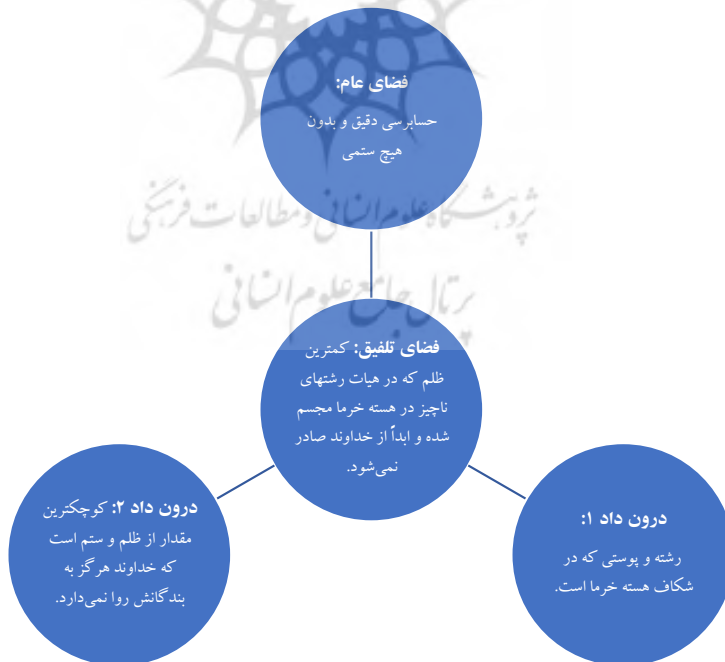 فضای عام:
حسابرسی دقیق و بدون
هیچ ستمی
پژوهشگاه علوم انسانی و مطالعات فرهنگی
پرتال جامع علوم انسانی
فضای تلفیق: کمترین
ظلم که در هیات رشتهای
ناچیز در هسته خرما مجسم
شده و ابداً از خداوند صادر
نمی‌شود.
درون داد ۱:
رشته و پوستی که در
شکاف هسته خرما است.
درون داد ۲: کوچکترین
مقدار از ظلم و ستم است
که خداوند هرگز به
بندگانش روا نمی‌دارد.